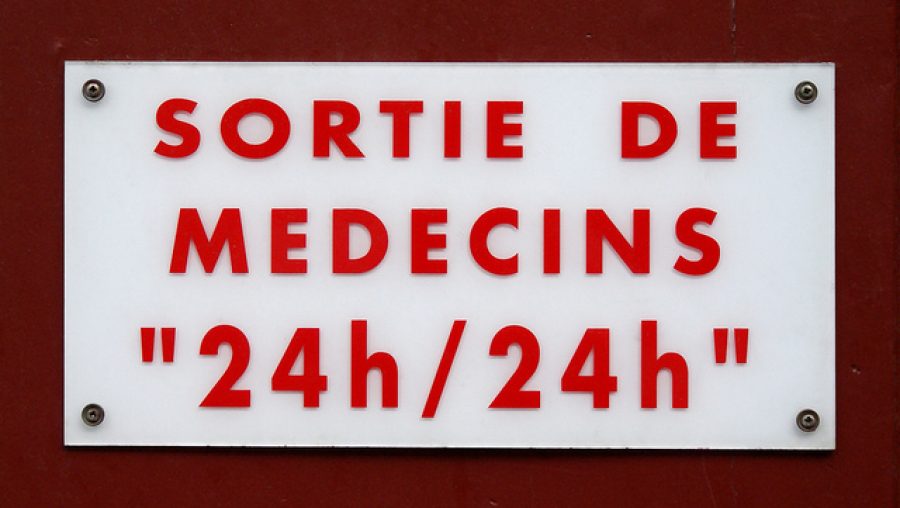 SORTIE DE
MEDECINS
"24h/24h"